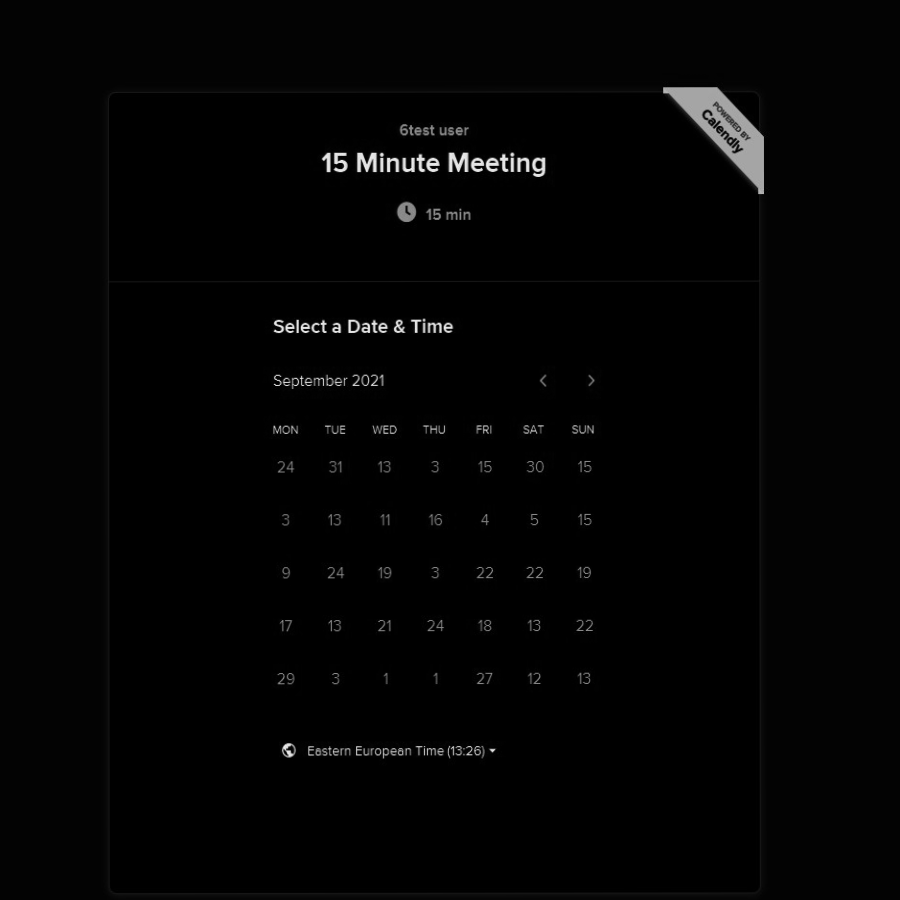 POWERED BY
Calendly
6test user
15 Minute Meeting
15 min
Select a Date & Time
September 2021
MON TUE WED THU FRI SAT SUN
24 31 13 3 15 30 15
3 13 11 16 4 5 15
9 24 19 3 22 22 19
17 13 21 24 18 13 22
29 3 1 1 27 12 13
Eastern European Time (13:26)